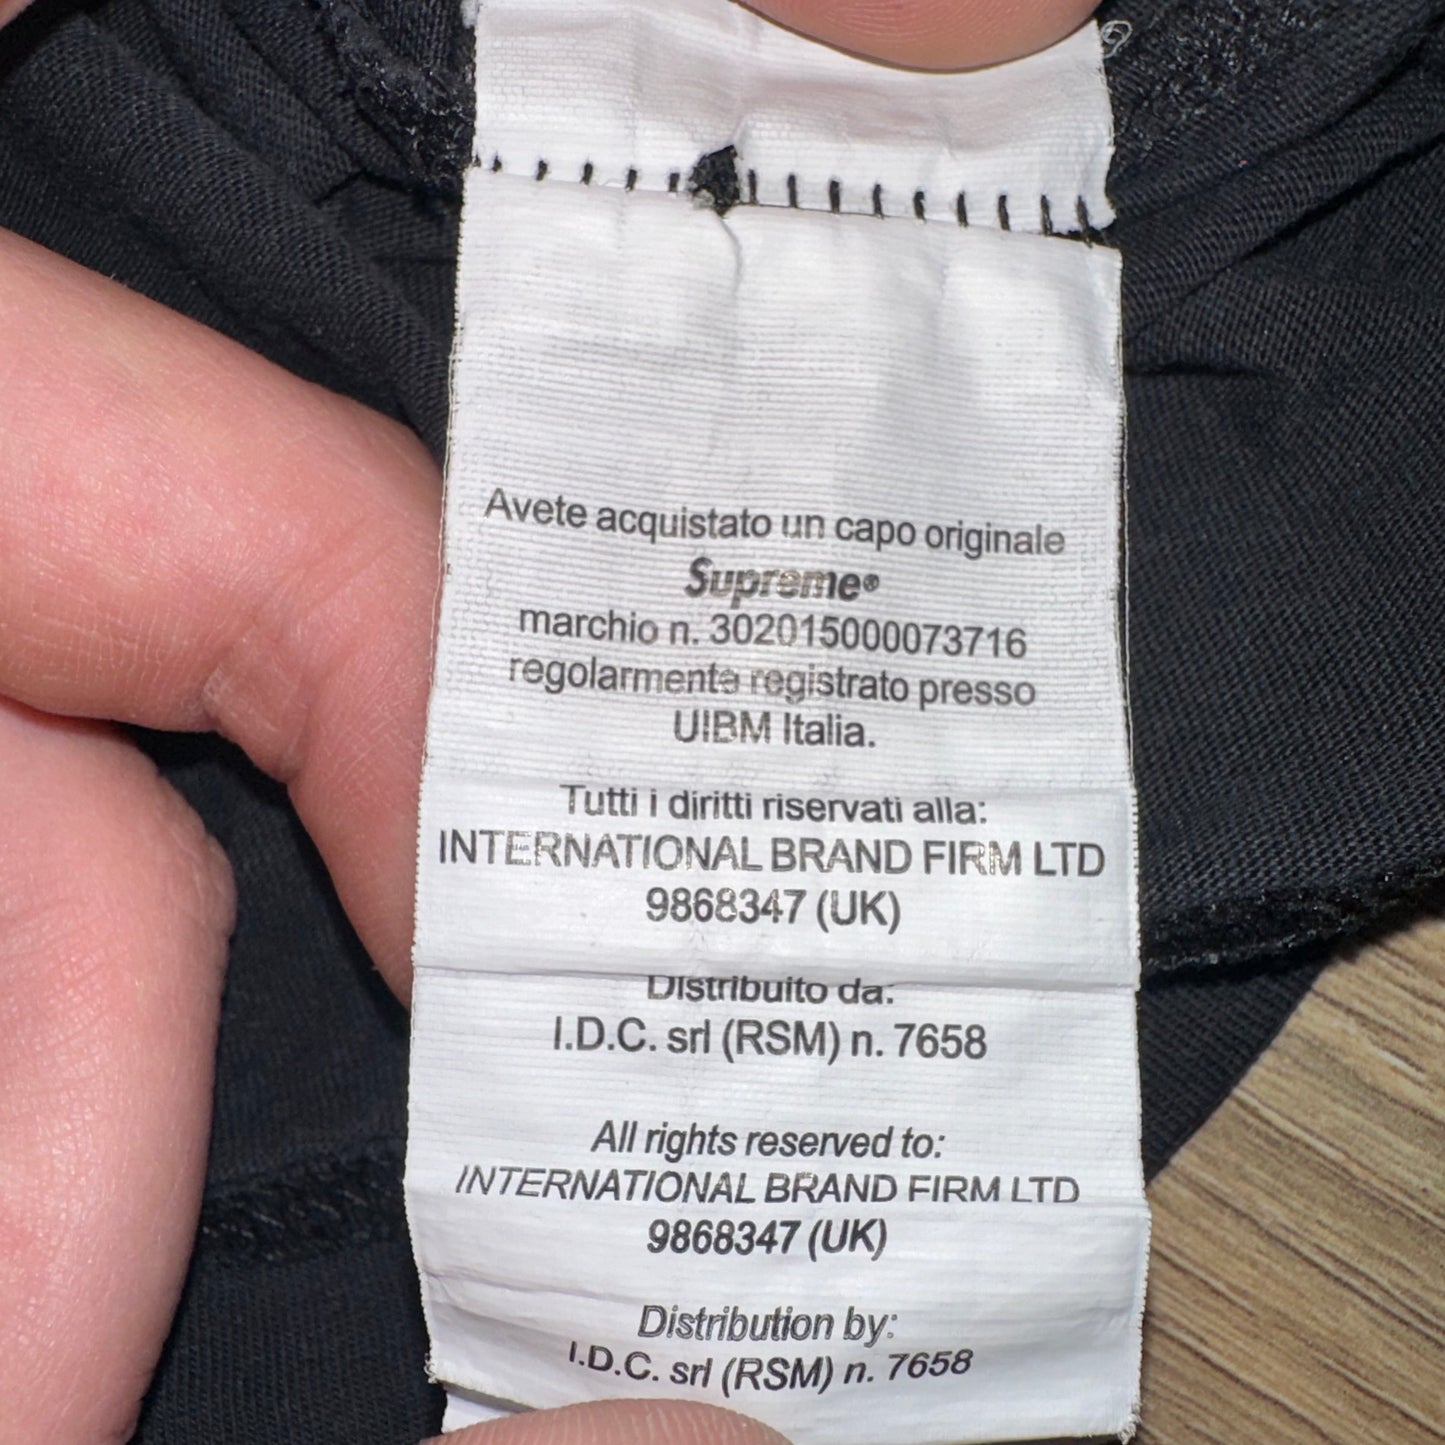 Avete acquistato un capo originale
Supreme®
marchio n. 302015000073716
regolarmente registrato presso
UIBM Italia.
Tutti i diritti riservati alla:
INTERNATIONAL BRAND FIRM LTD
9868347 (UK)
Distribuito da:
I.D.C. srl (RSM) n. 7658
All rights reserved to:
INTERNATIONAL BRAND FIRM LTD
9868347 (UK)
Distribution by:
I.D.C. srl (RSM) n. 7658